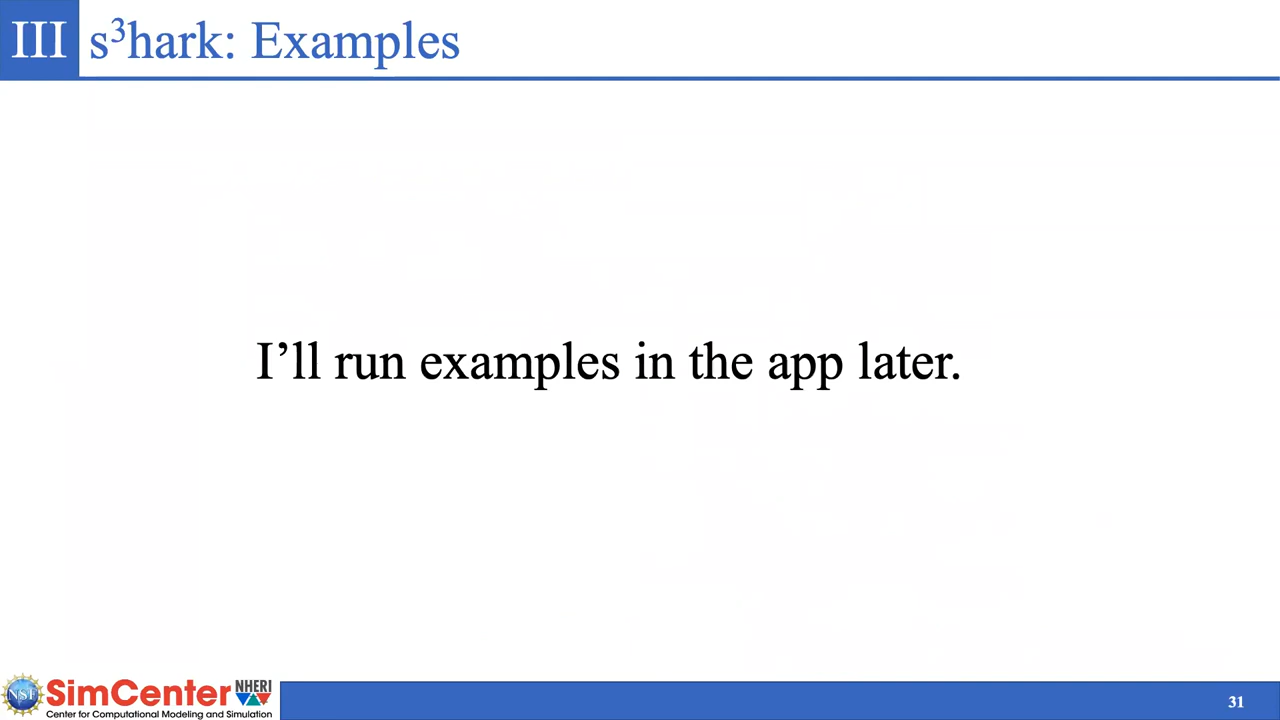 III s³hark: Examples
I’ll run examples in the app later.
NSF SimCenter NHERI
Center for Computational Modeling and Simulation
31